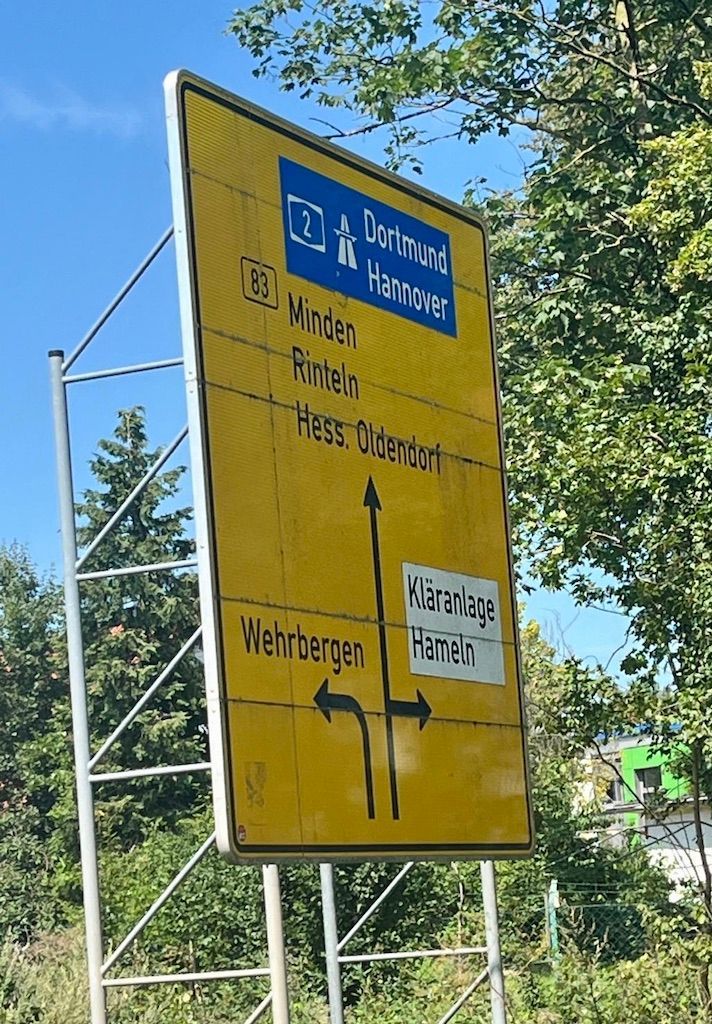 2
Dortmund
Hannover
83
Minden
Rinteln
Hess. Oldendorf
Kläranlage
Hameln
Wehrbergen